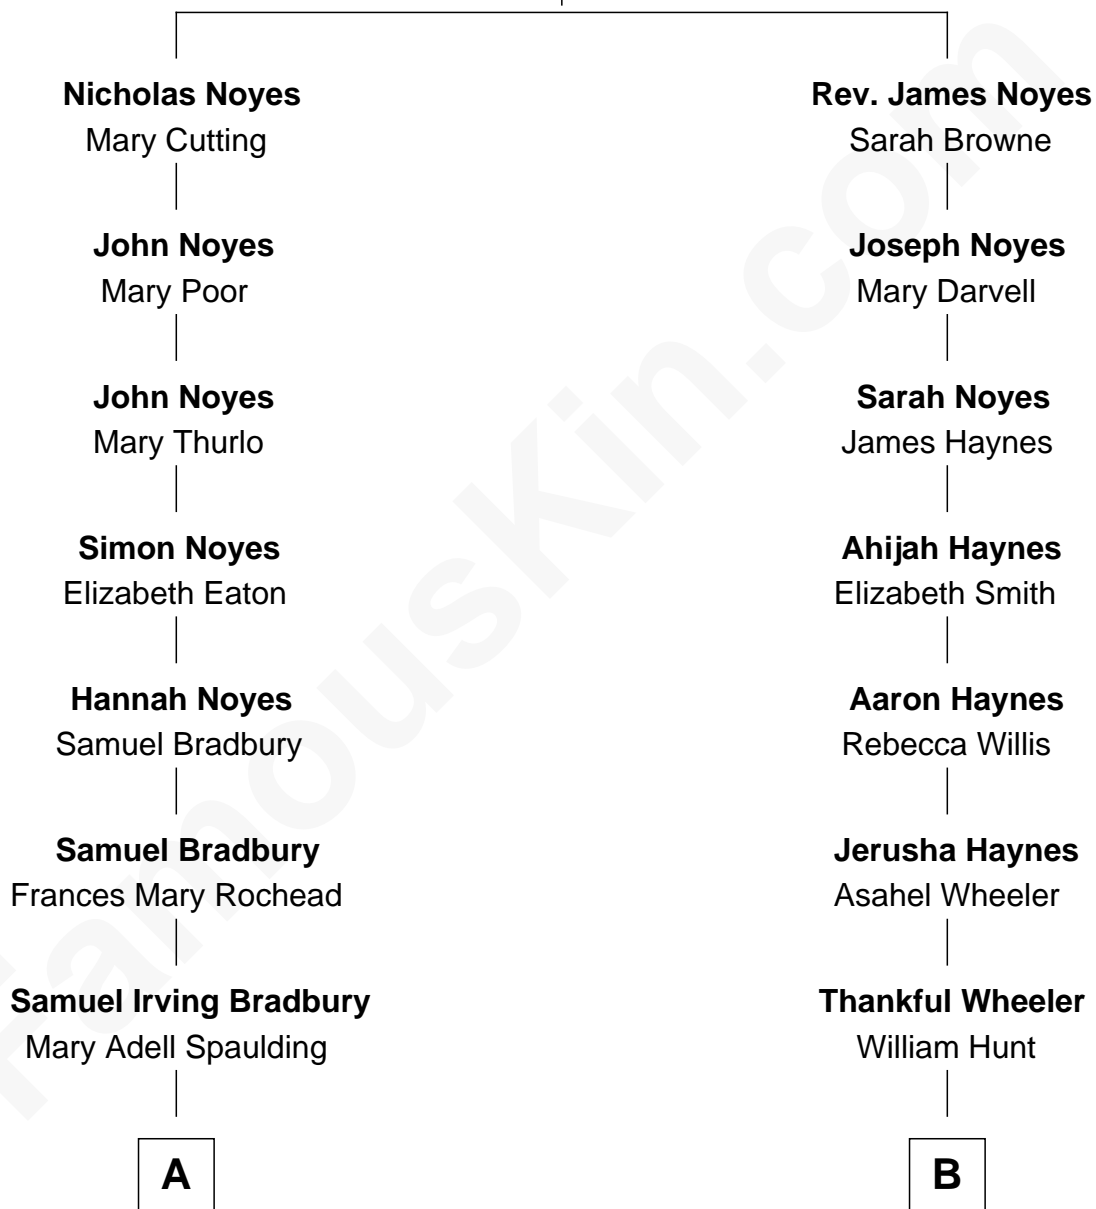 Nicholas Noyes
Mary Cutting
John Noyes
Mary Poor
John Noyes
Mary Thurlo
Simon Noyes
Elizabeth Eaton
Hannah Noyes
Samuel Bradbury
Samuel Bradbury
Frances Mary Rochead
Samuel Irving Bradbury
Mary Adell Spaulding
A
Rev. James Noyes
Sarah Browne
Joseph Noyes
Mary Darvell
Sarah Noyes
James Haynes
Ahijah Haynes
Elizabeth Smith
Aaron Haynes
Rebecca Willis
Jerusha Haynes
Asahel Wheeler
Thankful Wheeler
William Hunt
B
FamousKin.com